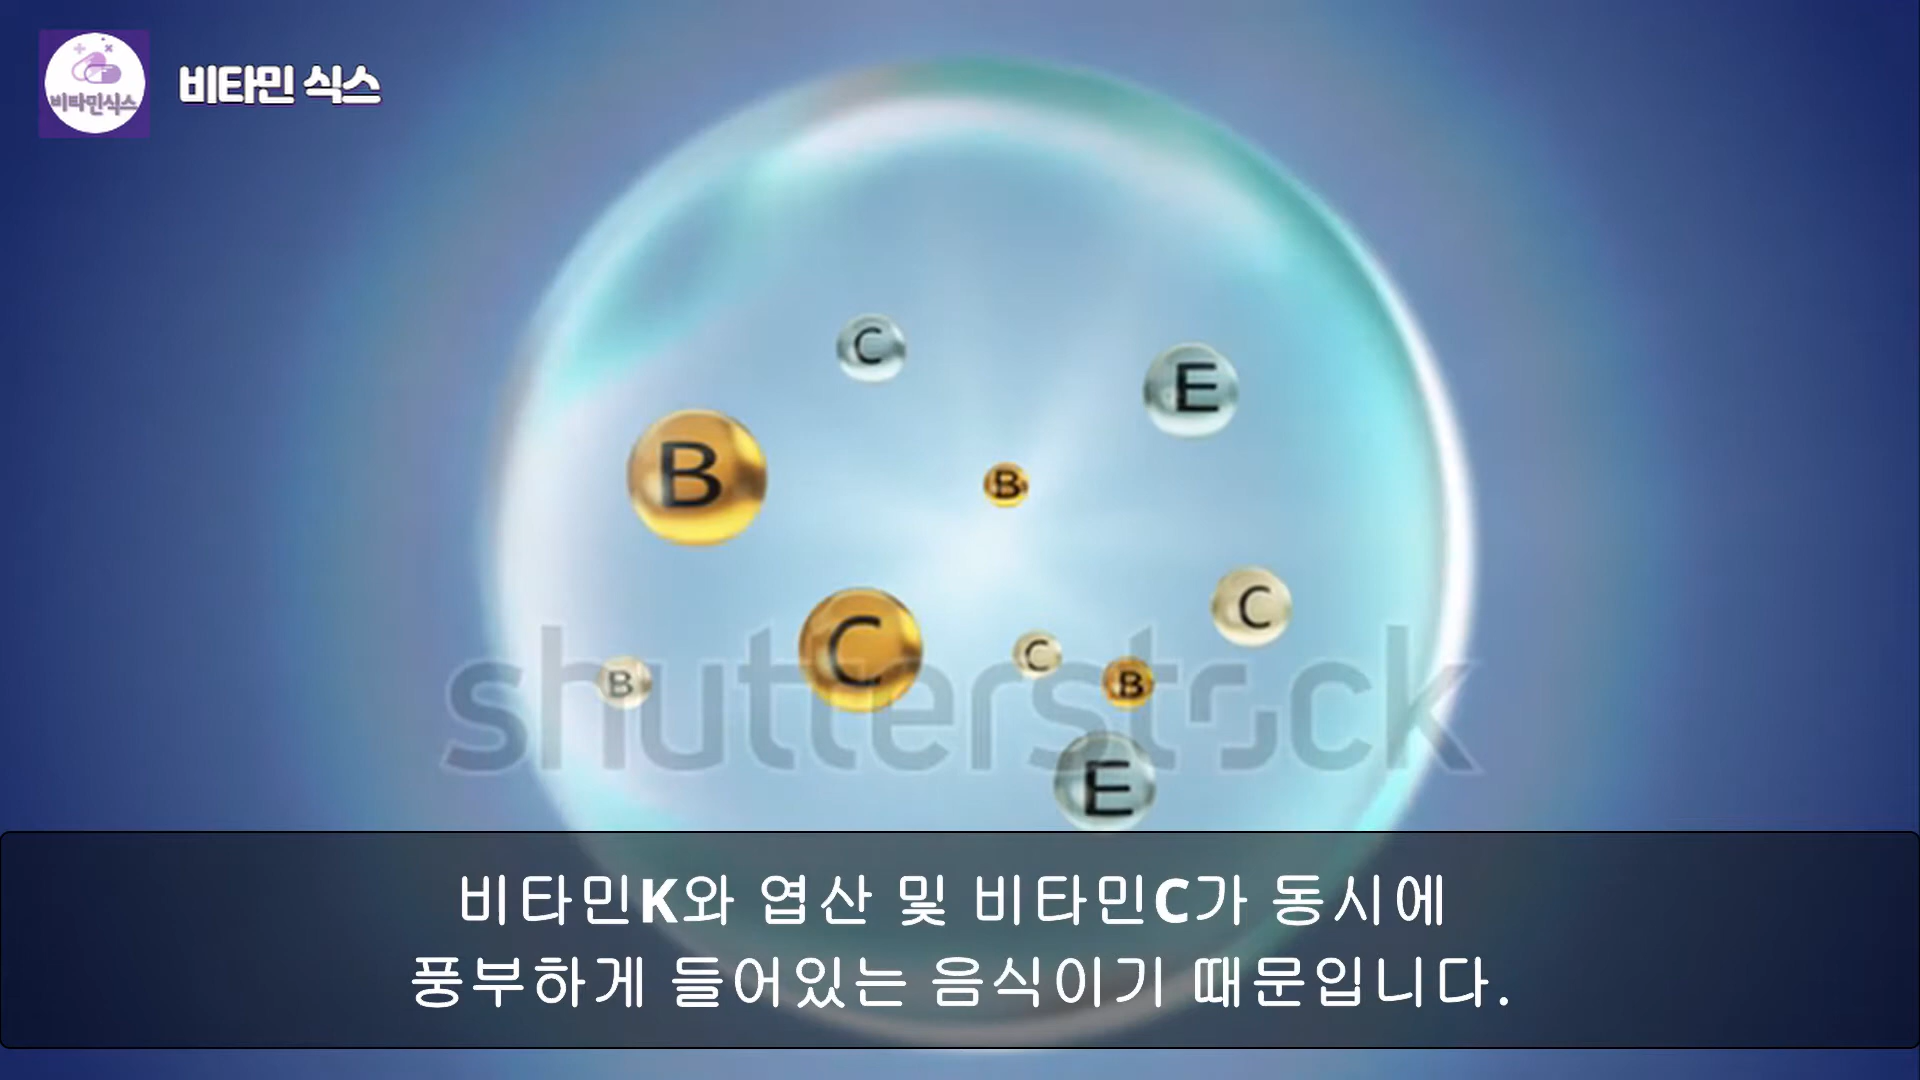 비타민식스
비타민 식스
C
E
B
B
C
C
C
B
B
shutterstock
E
비타민K와 엽산 및 비타민C가 동시에
풍부하게 들어있는 음식이기 때문입니다.